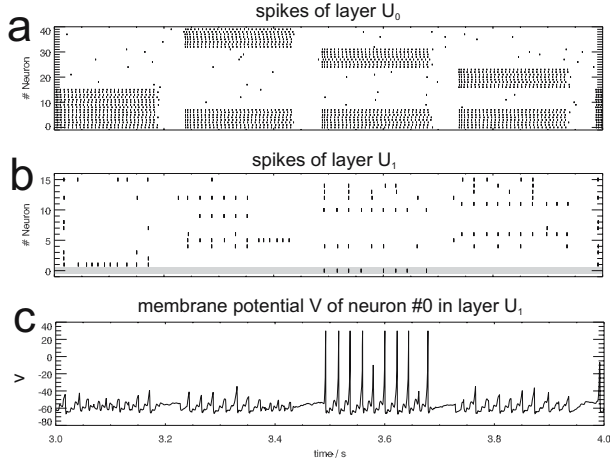 a
spikes of layer U0
40
30
20
10
0
# Neuron
b
spikes of layer U1
15
10
5
0
# Neuron
c
membrane potential V of neuron #0 in layer U1
40
20
0
-20
-40
-60
-80
V
3.0 3.2 3.4 3.6 3.8 4.0
time / s